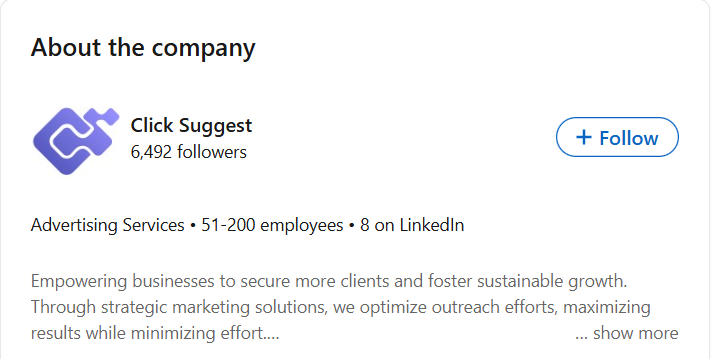 About the company
Click Suggest
6,492 followers
+ Follow
Advertising Services • 51-200 employees • 8 on LinkedIn
Empowering businesses to secure more clients and foster sustainable growth.
Through strategic marketing solutions, we optimize outreach efforts, maximizing
results while minimizing effort.... ... show more